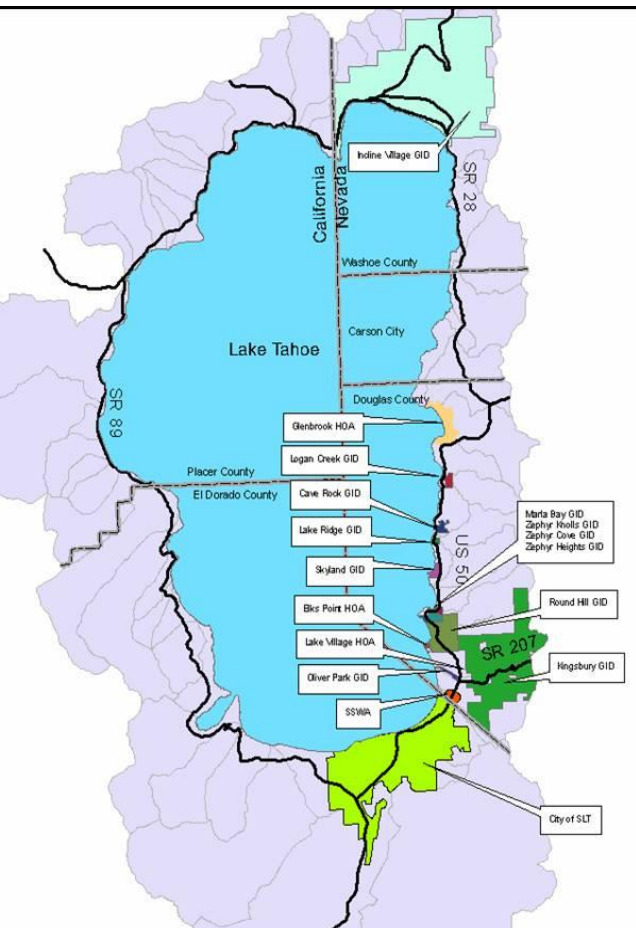 Incline Village GID
SR 28
California
Nevada
Washoe County
Carson City
Lake Tahoe
Douglas County
SR 89
Glenbrook HOA
Logan Creek GID
Placer County
El Dorado County
Cave Rock GID
Marla Bay GID
Zephyr Knolls GID
Zephyr Cove GID
Zephyr Heights GID
Lake Ridge GID
US 50
Skyland GID
Elks Point HOA
Round Hill GID
Lake Village HOA
SR 207
Kingsbury GID
Oliver Park GID
SSWA
City of SLT